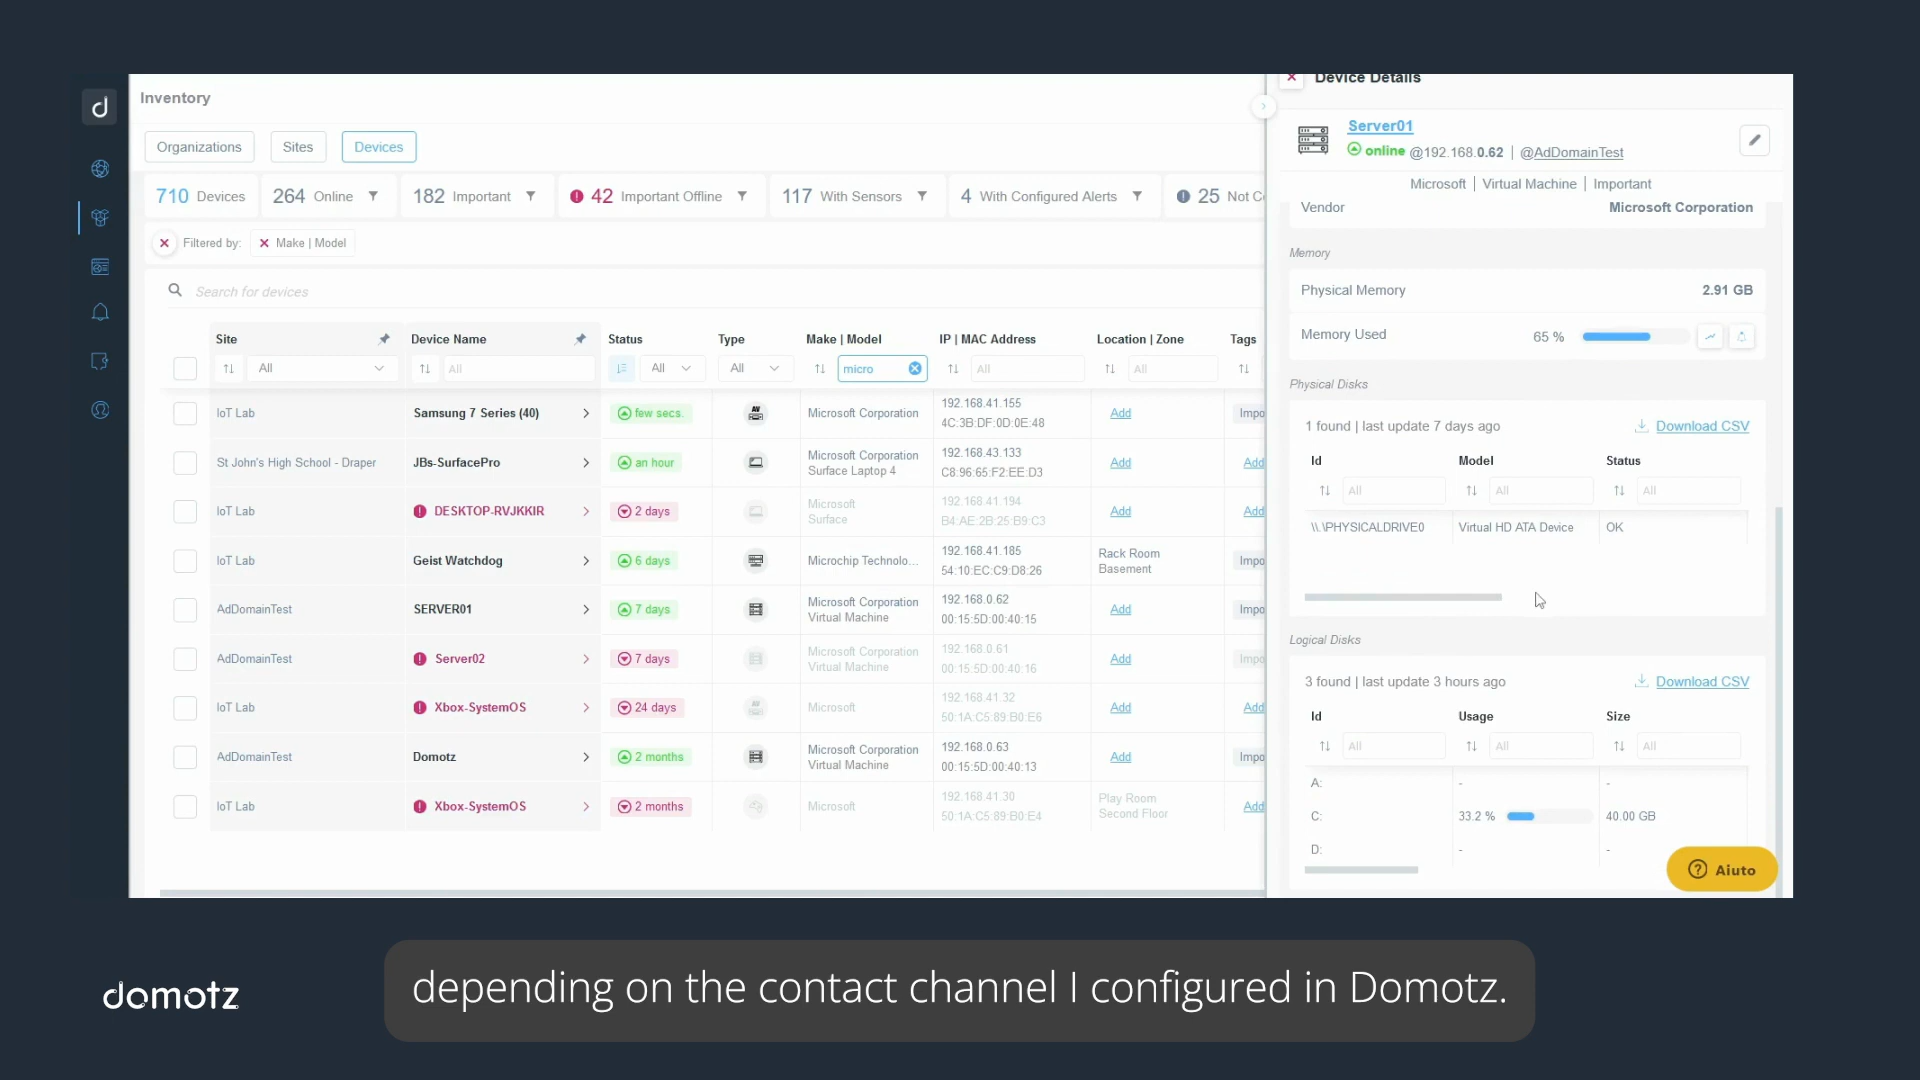 d
Inventory
Organizations Sites Devices
710 Devices 264 Online 182 Important 42 Important Offline 117 With Sensors 4 With Configured Alerts 25 Not Co
Filtered by: Make | Model
Search for devices
Site Device Name Status Type Make | Model IP | MAC Address Location | Zone Tags
All All All All micro All All
IoT Lab Samsung 7 Series (40) few secs. AV Microsoft Corporation 192.168.41.155 Add Impo
4C:3B:DF:0D:0E:48
St John's High School - Draper JBs-SurfacePro an hour Microsoft Corporation 192.168.43.133 Add Add
Surface Laptop 4 C8:96:65:F2:EE:D3
IoT Lab DESKTOP-RVJKKIR 2 days Microsoft 192.168.41.194 Add Add
Surface B4:AE:2B:25:B9:C3
IoT Lab Geist Watchdog 6 days Microchip Technolo... 192.168.41.185 Rack Room Impo
54:10:EC:C9:D8:26 Basement
AdDomainTest SERVER01 7 days Microsoft Corporation 192.168.0.62 Add Impo
Virtual Machine 00:15:5D:00:40:15
AdDomainTest Server02 7 days Microsoft Corporation 192.168.0.61 Add Impo
Virtual Machine 00:15:5D:00:40:16
IoT Lab Xbox-SystemOS 24 days AV Microsoft 192.168.41.32 Add Add
50:1A:C5:89:B0:E6
AdDomainTest Domotz 2 months Microsoft Corporation 192.168.0.63 Add Impo
Virtual Machine 00:15:5D:00:40:13
IoT Lab Xbox-SystemOS 2 months Microsoft 192.168.41.30 Play Room Add
50:1A:C5:89:B0:E4 Second Floor
Device Details
Server01
online @192.168.0.62 | @AdDomainTest
Microsoft | Virtual Machine | Important
Vendor Microsoft Corporation
Memory
Physical Memory 2.91 GB
Memory Used 65 %
Physical Disks
1 found | last update 7 days ago Download CSV
Id Model Status
All All All
\\.\PHYSICALDRIVE0 Virtual HD ATA Device OK
Logical Disks
3 found | last update 3 hours ago Download CSV
Id Usage Size
All All All
A: - -
C: 33.2 % 40.00 GB
D: - -
Aiuto
domotz
depending on the contact channel I configured in Domotz.